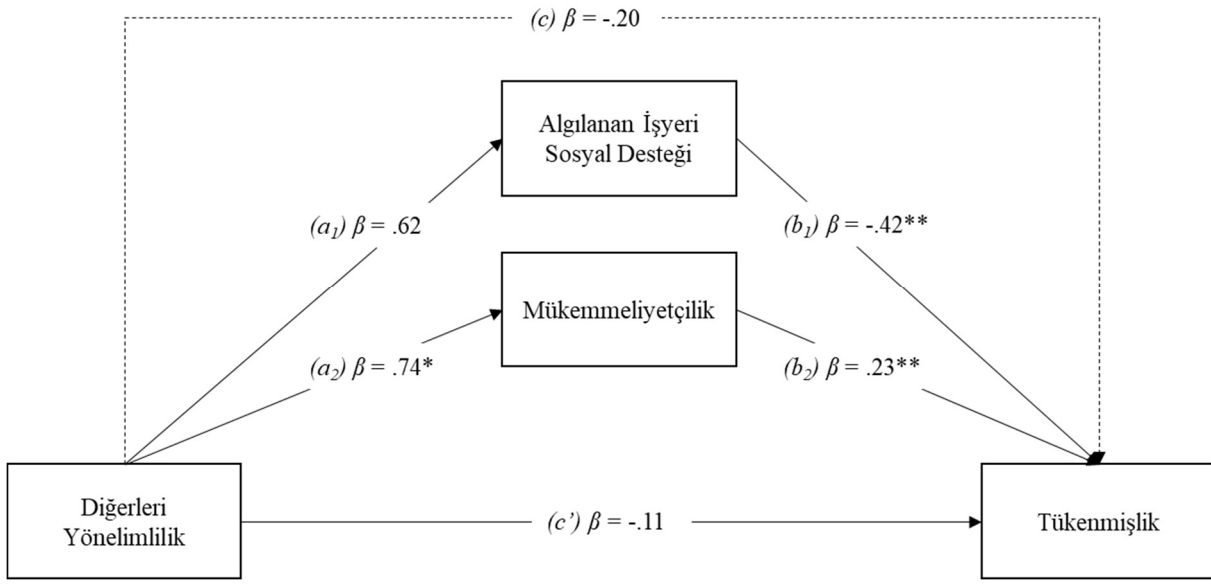 (c) β = -.20
Algılanan İşyeri
Sosyal Desteği
(a₁) β = .62
(b₁) β = -.42**
Mükemmeliyetçilik
(a₂) β = .74*
(b₂) β = .23**
Diğerleri
Yönelimlilik
(c’) β = -.11
Tükenmişlik